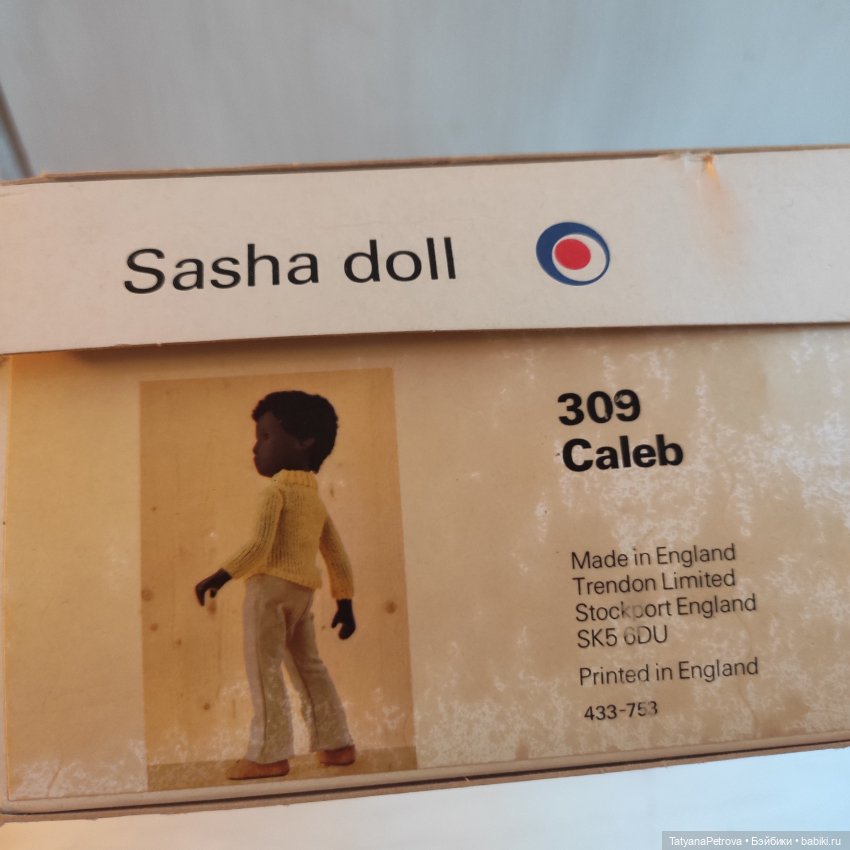 Sasha doll
309
Caleb
Made in England
Trendon Limited
Stockport England
SK5 6DU
Printed in England
433-753
TatyanaPetrova • Бэйбики • babiki.ru